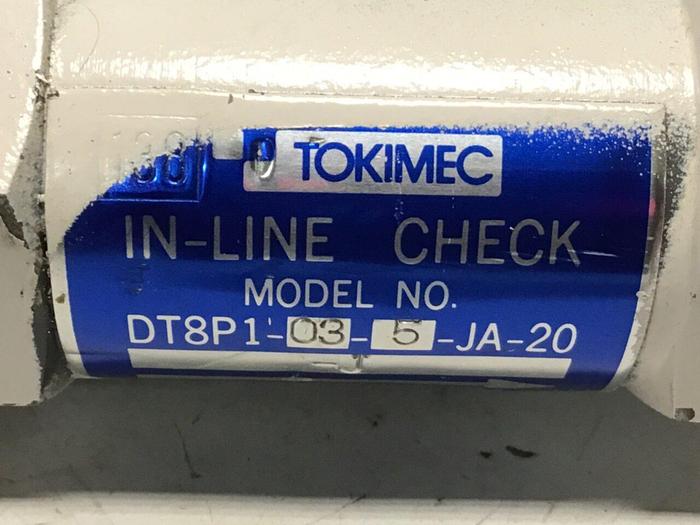 TOKIMEC
IN-LINE CHECK
MODEL NO.
DT8P1-03-5-JA-20